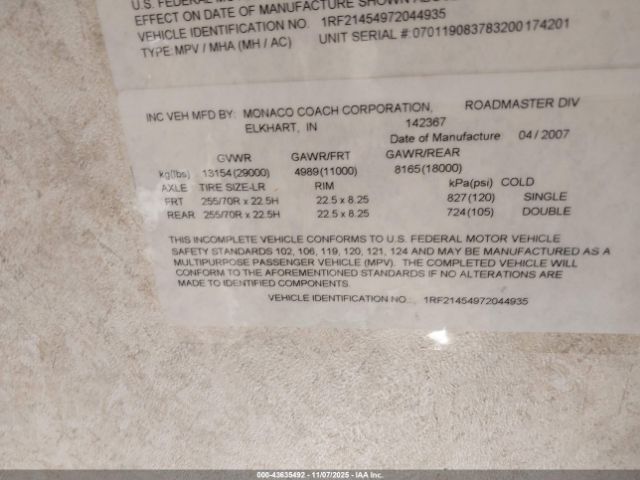 U.S. FEDERAL MOTOR
EFFECT ON DATE OF MANUFACTURE SHOWN
VEHICLE IDENTIFICATION NO. 1RF21454972044935
TYPE: MPV / MHA (MH / AC) UNIT SERIAL # :070119083783200174201
INC VEH MFD BY: MONACO COACH CORPORATION, ROADMASTER DIV
ELKHART, IN 142367
Date of Manufacture 04 / 2007
GVWR GAWR/FRT GAWR/REAR
kg(lbs) 13154(29000) 4989(11000) 8165(18000)
AXLE TIRE SIZE-LR RIM kPa(psi) COLD
FRT 255/70R x 22.5H 22.5 x 8.25 827(120) SINGLE
REAR 255/70R x 22.5H 22.5 x 8.25 724(105) DOUBLE
THIS INCOMPLETE VEHICLE CONFORMS TO U.S. FEDERAL MOTOR VEHICLE
SAFETY STANDARDS 102, 106, 119, 120, 121, 124 AND MAY BE MANUFACTURED AS A
MULTIPURPOSE PASSENGER VEHICLE (MPV). THE COMPLETED VEHICLE WILL
CONFORM TO THE AFOREMENTIONED STANDARDS IF NO ALTERATIONS ARE
MADE TO IDENTIFIED COMPONENTS.
VEHICLE IDENTIFICATION NO.: 1RF21454972044935
000-43635492 - 11/07/2025 - IAAI, Inc.